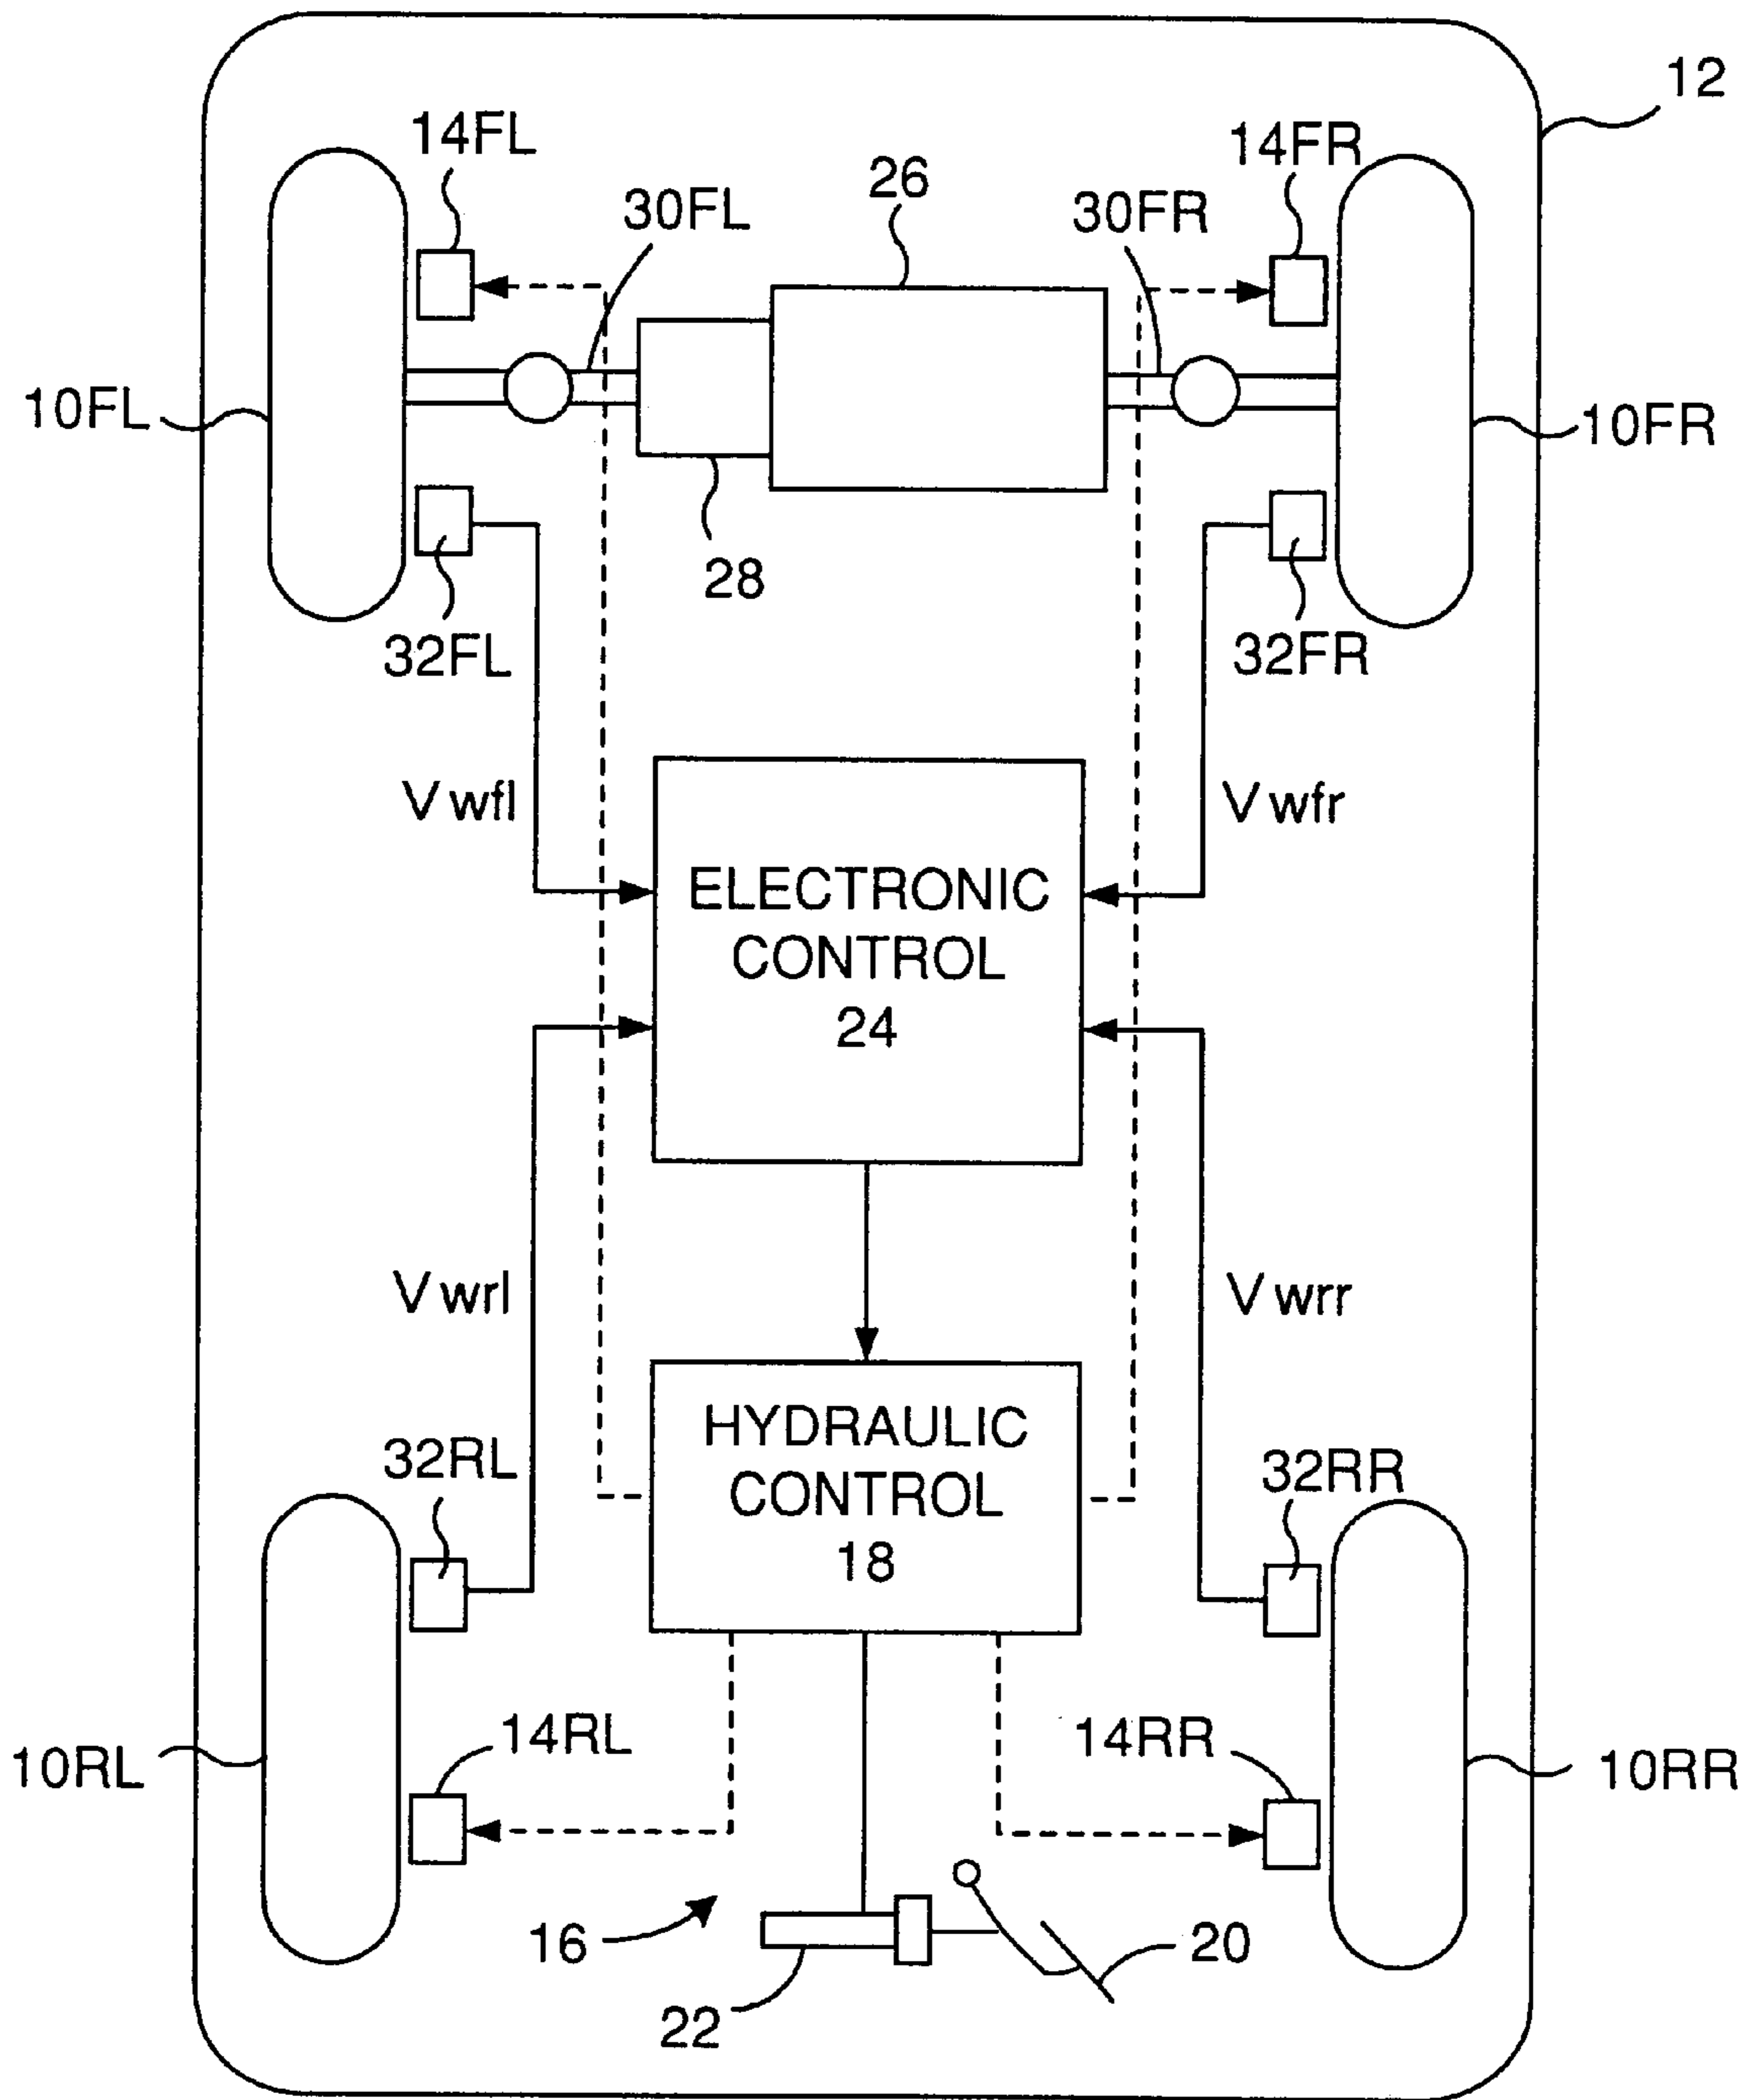 12
14FL
14FR
26
30FL
30FR
10FL
10FR
28
32FL
32FR
V wfl
V wfr
ELECTRONIC
CONTROL
24
V wrl
V wrr
HYDRAULIC
CONTROL
18
32RL
32RR
14RL
14RR
10RL
10RR
16
20
22